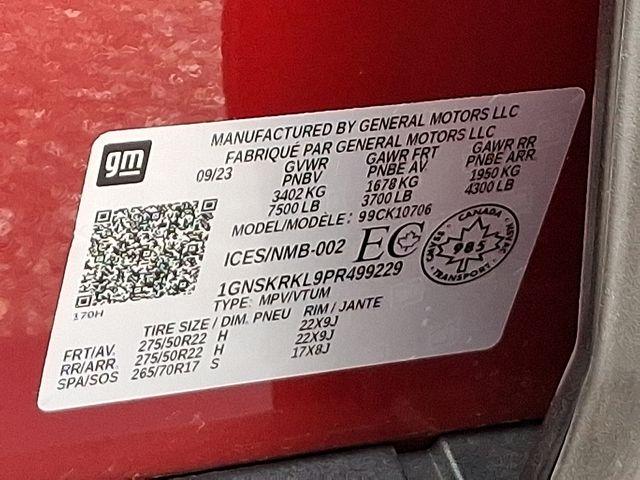 gm
MANUFACTURED BY GENERAL MOTORS LLC
FABRIQUÉ PAR GENERAL MOTORS LLC
09/23 GVWR GAWR FRT GAWR RR
PNBV PNBE AV. PNBE ARR.
3402 KG 1678 KG 1950 KG
7500 LB 3700 LB 4300 LB
MODEL/MODÈLE: 99CK10706
ICES/NMB-002 EC
CANADA
985
TRANSPORT
1GNSKRKL9PR499229
TYPE: MPV/VTUM
170H
TIRE SIZE / DIM. PNEU RIM / JANTE
FRT/AV. 275/50R22 H 22X9J
RR/ARR. 275/50R22 H 22X9J
SPA/SOS 265/70R17 S 17X8J